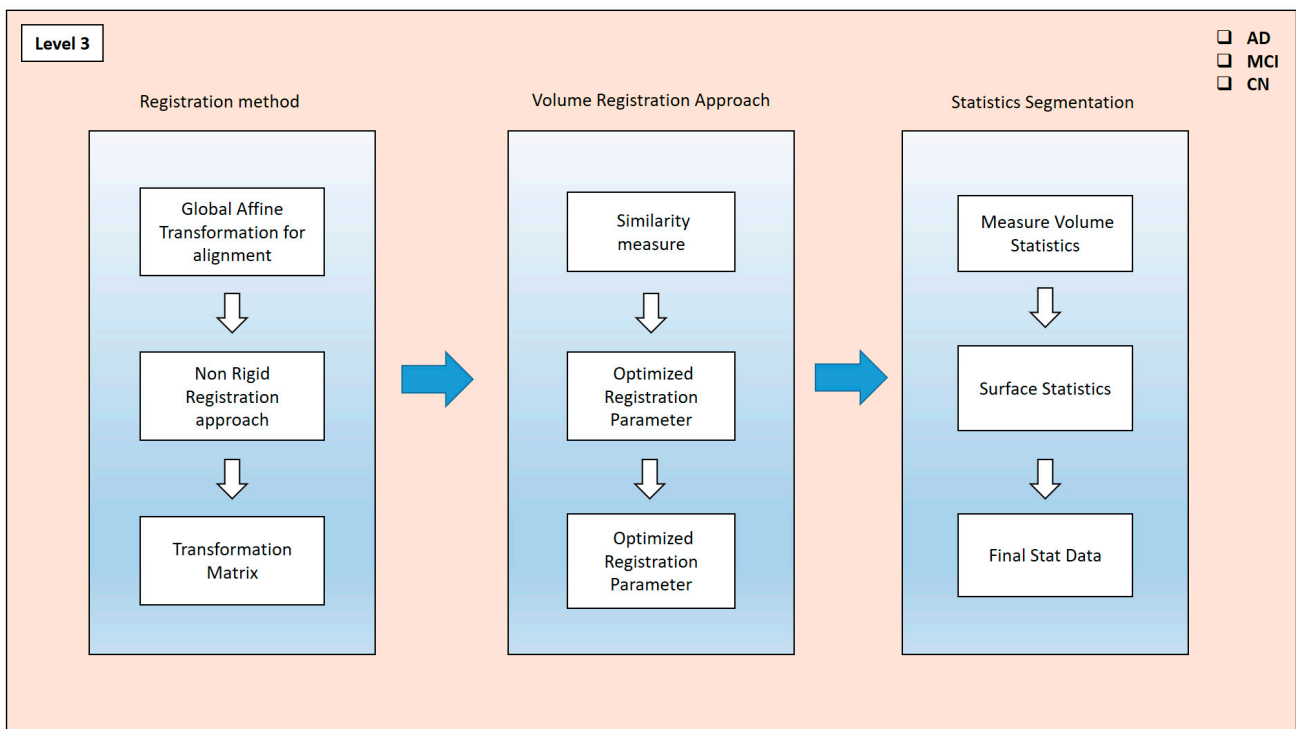 Level 3
AD
MCI
CN
Registration method
Global Affine
Transformation for
alignment
Non Rigid
Registration
approach
Transformation
Matrix
Volume Registration Approach
Similarity
measure
Optimized
Registration
Parameter
Optimized
Registration
Parameter
Statistics Segmentation
Measure Volume
Statistics
Surface Statistics
Final Stat Data